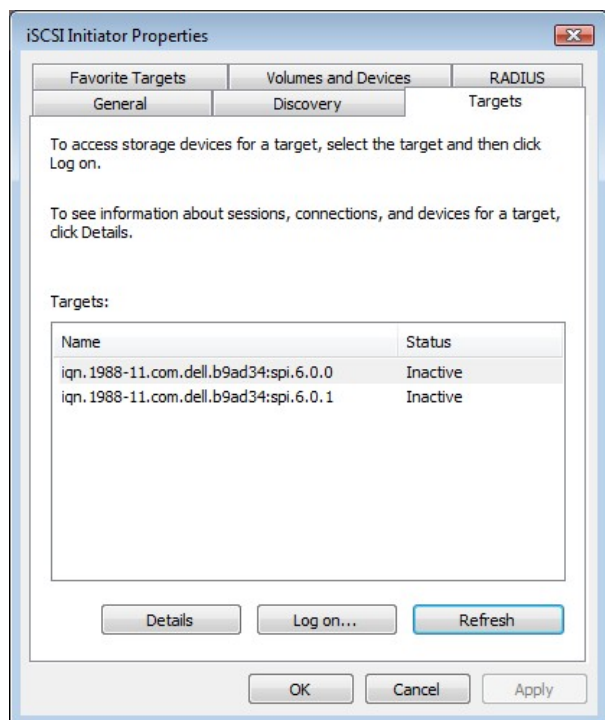 iSCSI Initiator Properties
Favorite Targets Volumes and Devices RADIUS
General Discovery Targets
To access storage devices for a target, select the target and then click
Log on.
To see information about sessions, connections, and devices for a target,
click Details.
Targets:
Name Status
iqn.1988-11.com.dell.b9ad34:spi.6.0.0 Inactive
iqn.1988-11.com.dell.b9ad34:spi.6.0.1 Inactive
Details Log on... Refresh
OK Cancel Apply